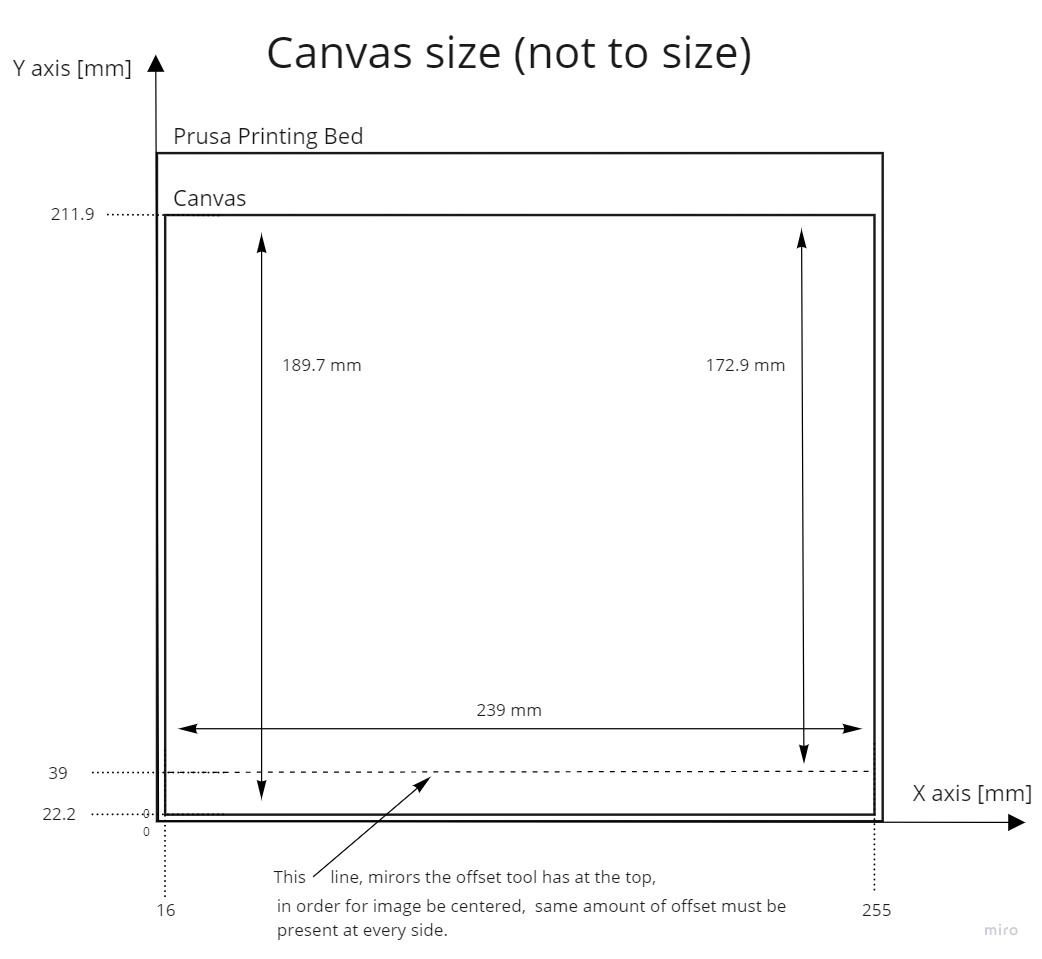 Canvas size (not to size)
Y axis [mm]
Prusa Printing Bed
Canvas
211.9
189.7 mm
172.9 mm
239 mm
39
X axis [mm]
22.2
0
0
This line, mirors the offset tool has at the top,
in order for image be centered, same amount of offset must be
present at every side.
16
255
miro